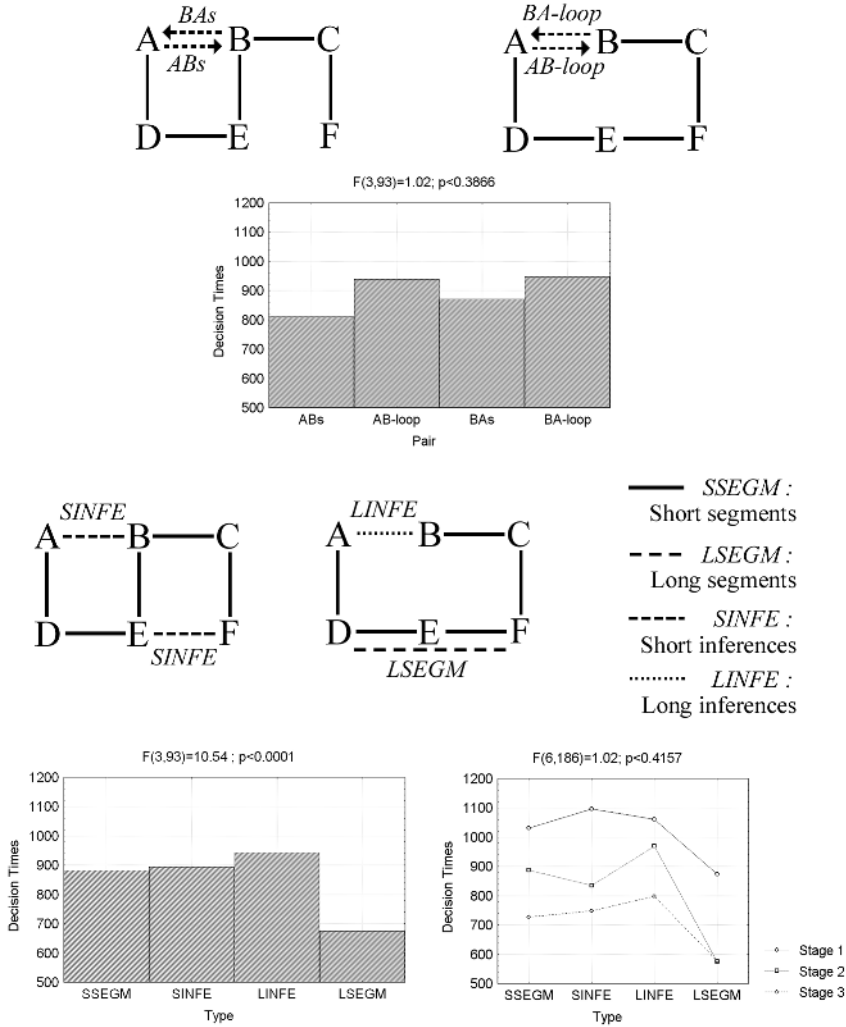 BAs
A B C
ABs
D E F
BA-loop
A B C
AB-loop
D E F
F(3,93)=1.02; p<0.3866
1200
1100
1000
900
800
700
600
500
Decision Times
ABs AB-loop BAs BA-loop
Pair
SINFE
A B C
D E F
SINFE
LINFE
A B C
D E F
LSEGM
SSEGM :
Short segments
LSEGM :
Long segments
SINFE :
Short inferences
LINFE :
Long inferences
F(3,93)=10.54 ; p<0.0001
1200
1100
1000
900
800
700
600
500
Decision Times
SSEGM SINFE LINFE LSEGM
Type
F(6,186)=1.02; p<0.4157
1200
1100
1000
900
800
700
600
500
Decision Times
SSEGM SINFE LINFE LSEGM
Type
Stage 1
Stage 2
Stage 3